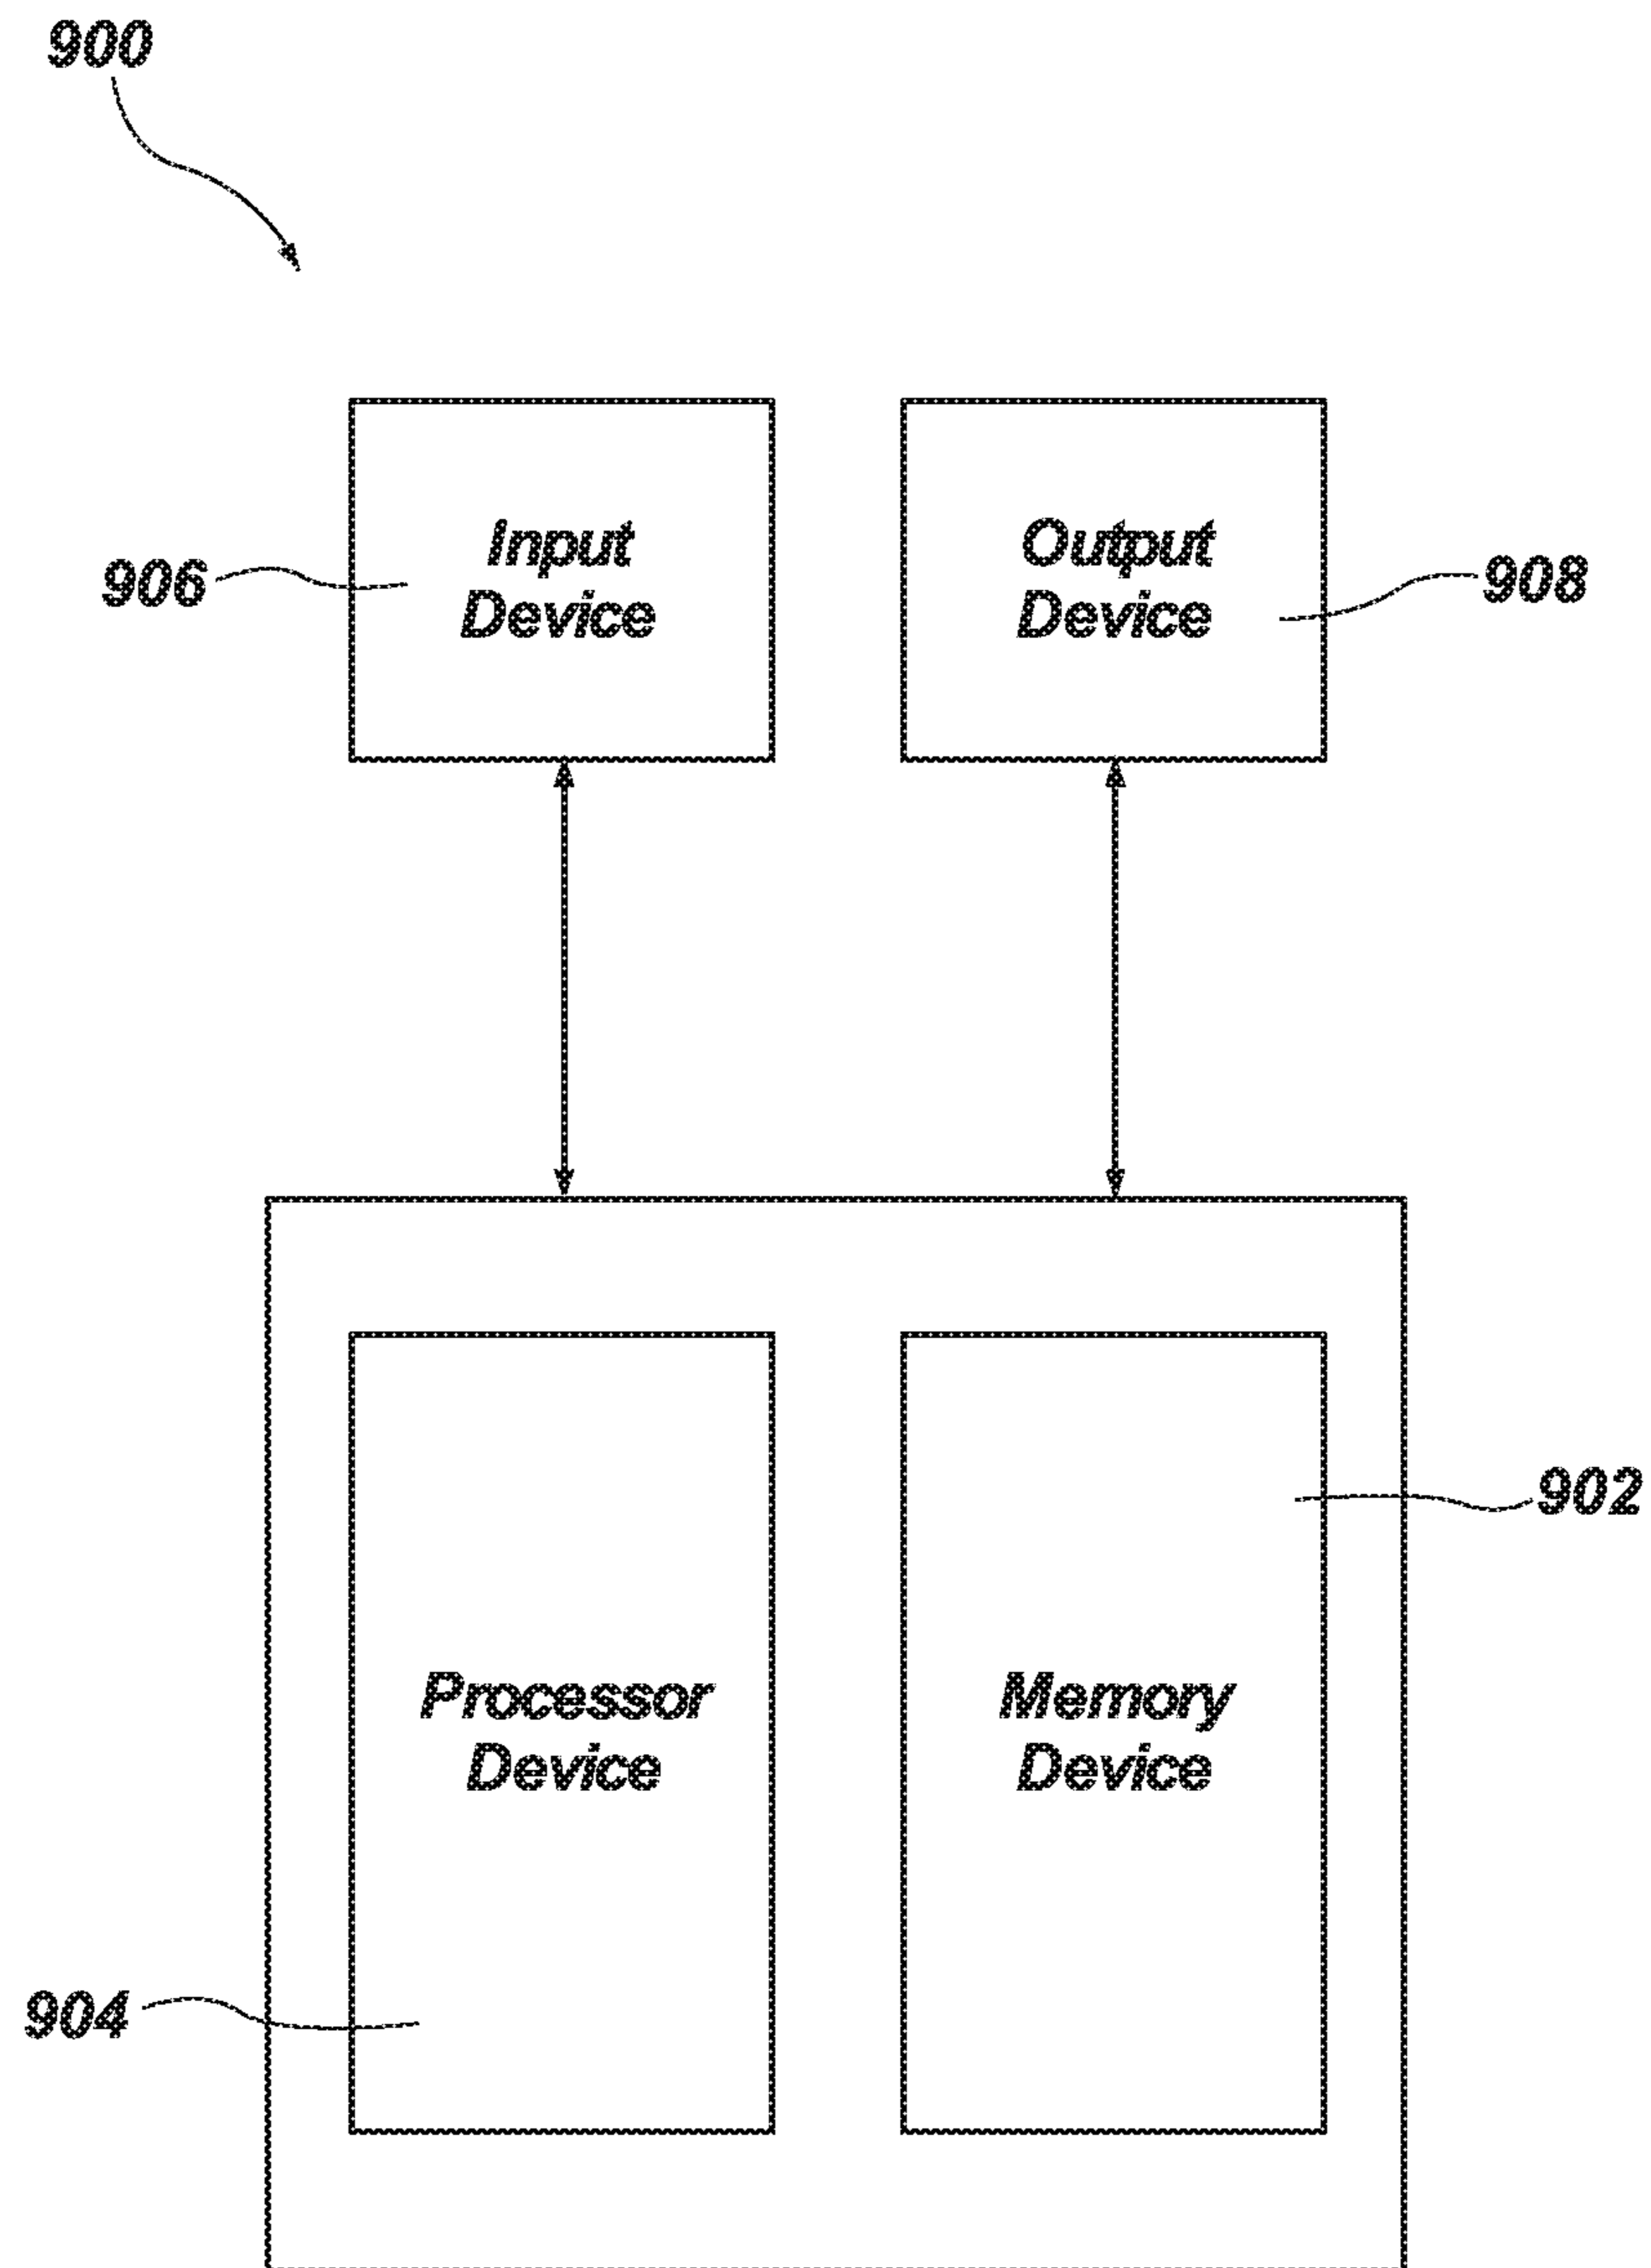 900
Input
Device
906
Output
Device
908
Processor
Device
904
Memory
Device
902